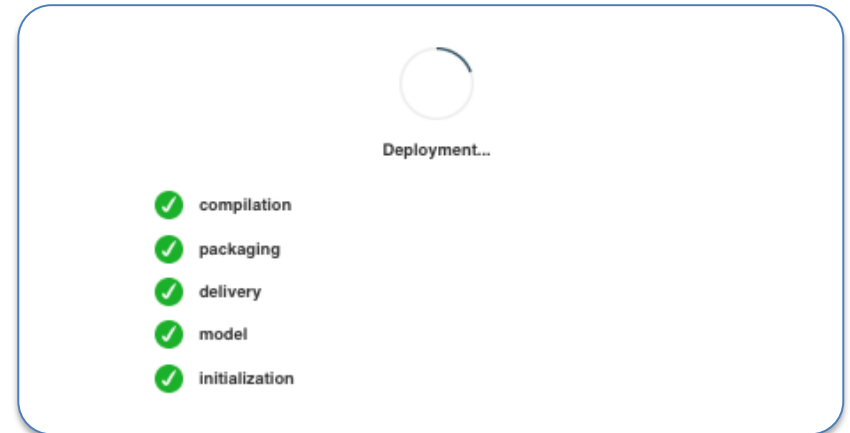 Deployment...
compilation
packaging
delivery
model
initialization